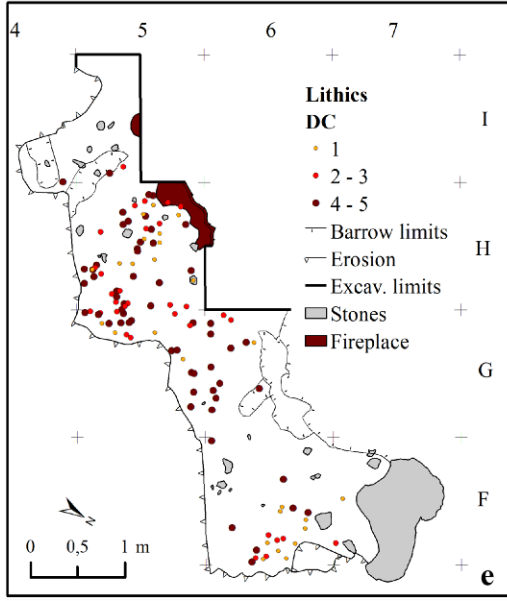 4 5 6 7
I
Lithics
DC
1
2 - 3
4 - 5
Barrow limits
H
Erosion
Excav. limits
Stones
Fireplace
G
F
N
0 0,5 1 m
e